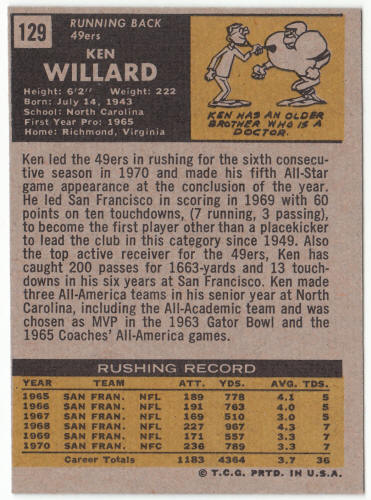 129
RUNNING BACK
49ers
KEN
WILLARD
Height: 6'2" Weight: 222
Born: July 14, 1943
School: North Carolina
First Year Pro: 1965
Home: Richmond, Virginia
KEN HAS AN OLDER
BROTHER WHO IS A
DOCTOR.
Ken led the 49ers in rushing for the sixth consecu-
tive season in 1970 and made his fifth All-Star
game appearance at the conclusion of the year.
He led San Francisco in scoring in 1969 with 60
points on ten touchdowns, (7 running, 3 passing),
to become the first player other than a placekicker
to lead the club in this category since 1949. Also
the top active receiver for the 49ers, Ken has
caught 200 passes for 1663-yards and 13 touch-
downs in his six years at San Francisco. Ken made
three All-America teams in his senior year at North
Carolina, including the All-Academic team and was
chosen as MVP in the 1963 Gator Bowl and the
1965 Coaches' All-America games.
RUSHING RECORD
YEAR TEAM ATT. YDS. AVG. TDS.
1965 SAN FRAN. NFL 189 778 4.1 5
1966 SAN FRAN. NFL 191 763 4.0 5
1967 SAN FRAN. NFL 169 510 3.0 5
1968 SAN FRAN. NFL 227 967 4.3 7
1969 SAN FRAN. NFL 171 557 3.3 7
1970 SAN FRAN. NFC 236 789 3.3 7
Career Totals 1183 4364 3.7 36
© T.C.G. PRTD. IN U.S.A.